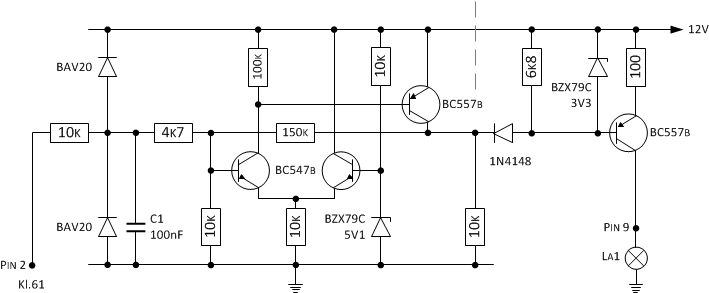 12V
BAV20
100K
10K
6K8
BZX79C
3V3
100
BC557B
10K
4K7
150K
BC557B
1N4148
BC547B
BAV20
C1
100nF
10K
10K
BZX79C
5V1
10K
PIN 9
LA1
PIN 2
KI.61